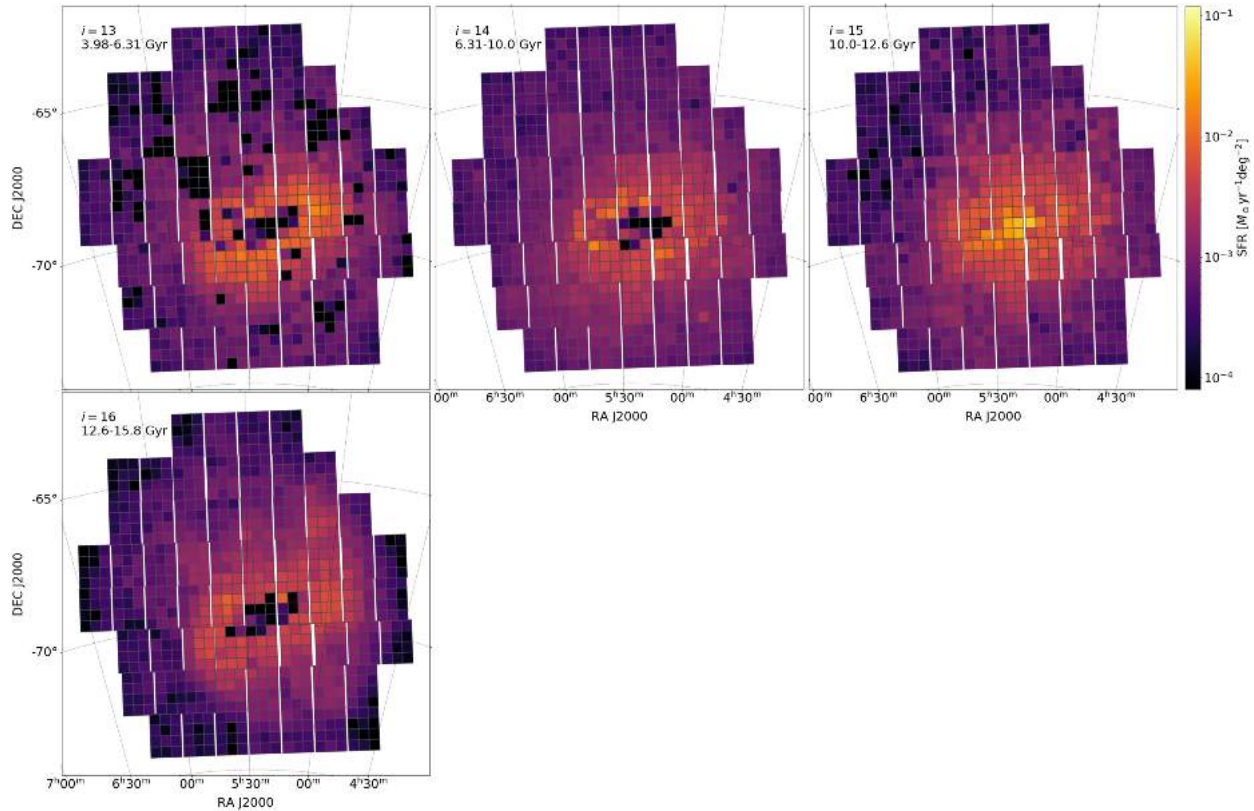 i = 13
3.98-6.31 Gyr
i = 14
6.31-10.0 Gyr
i = 15
10.0-12.6 Gyr
10⁻¹
10⁻²
10⁻³
10⁻⁴
SFR [M⊙ yr⁻¹deg⁻²]
-65°
-70°
DEC J2000
00ᵐ 6ʰ30ᵐ 00ᵐ 5ʰ30ᵐ 00ᵐ 4ʰ30ᵐ
RA J2000
00ᵐ 6ʰ30ᵐ 00ᵐ 5ʰ30ᵐ 00ᵐ 4ʰ30ᵐ
RA J2000
i = 16
12.6-15.8 Gyr
-65°
-70°
DEC J2000
7ʰ00ᵐ 6ʰ30ᵐ 00ᵐ 5ʰ30ᵐ 00ᵐ 4ʰ30ᵐ
RA J2000